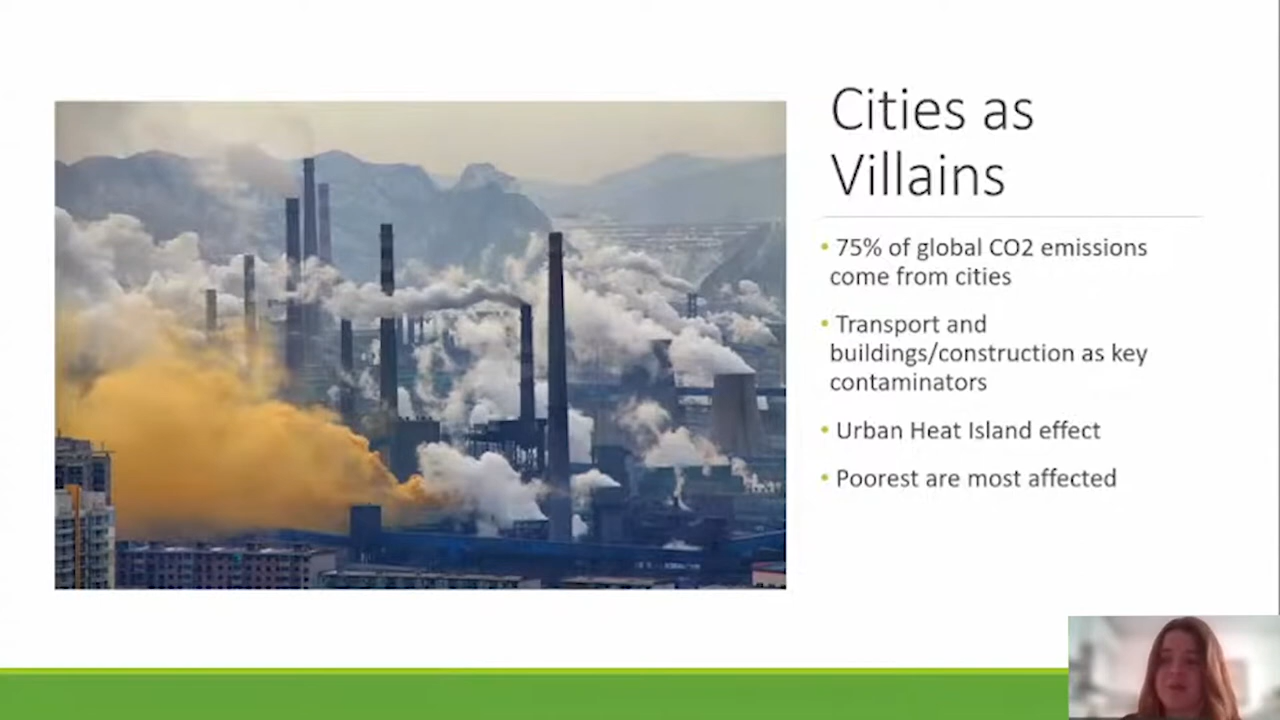 Cities as
Villains
• 75% of global CO2 emissions
come from cities
• Transport and
buildings/construction as key
contaminators
• Urban Heat Island effect
• Poorest are most affected